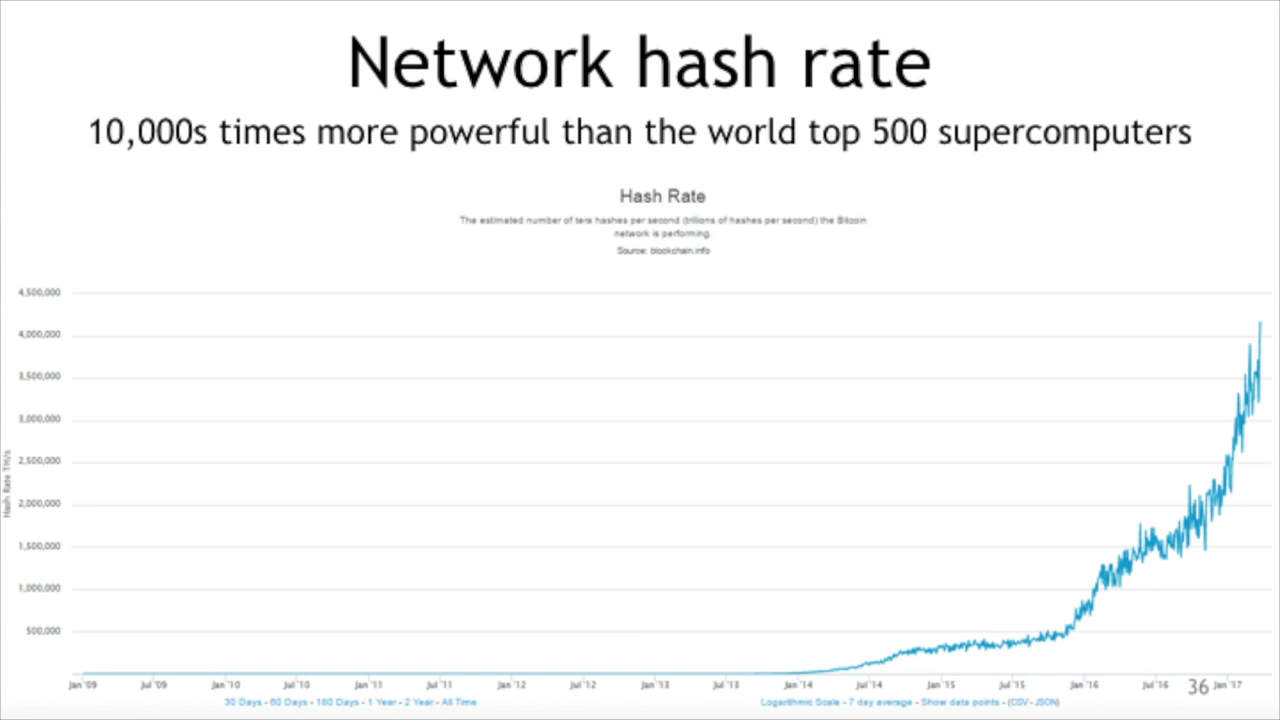 Network hash rate
10,000s times more powerful than the world top 500 supercomputers
Hash Rate
The estimated number of tera hashes per second (trillions of hashes per second) the Bitcoin
network is performing.
Source: blockchain.info
4,500,000
4,000,000
3,500,000
3,000,000
2,500,000
2,000,000
1,500,000
1,000,000
500,000
Hash Rate TH/s
Jan '09 Jul '09 Jan '10 Jul '10 Jan '11 Jul '11 Jan '12 Jul '12 Jan '13 Jul '13 Jan '14 Jul '14 Jan '15 Jul '15 Jan '16 Jul '16 36 Jan '17
30 Days - 60 Days - 180 Days - 1 Year - 2 Year - All Time Logarithmic Scale - 7 day average - Show data points - (CSV - JSON)